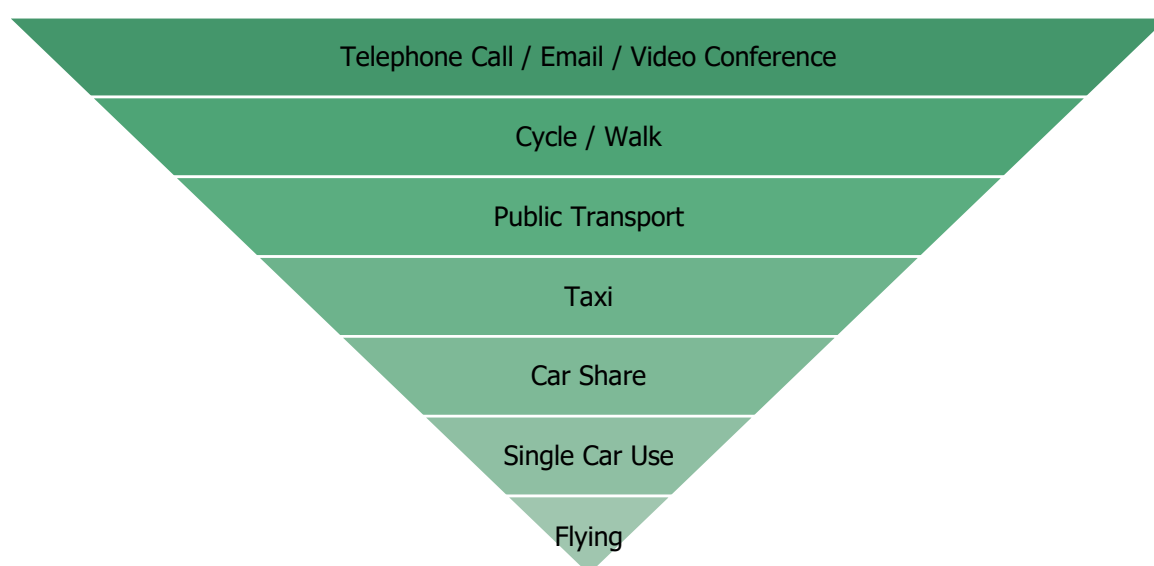 Telephone Call / Email / Video Conference
Cycle / Walk
Public Transport
Taxi
Car Share
Single Car Use
Flying